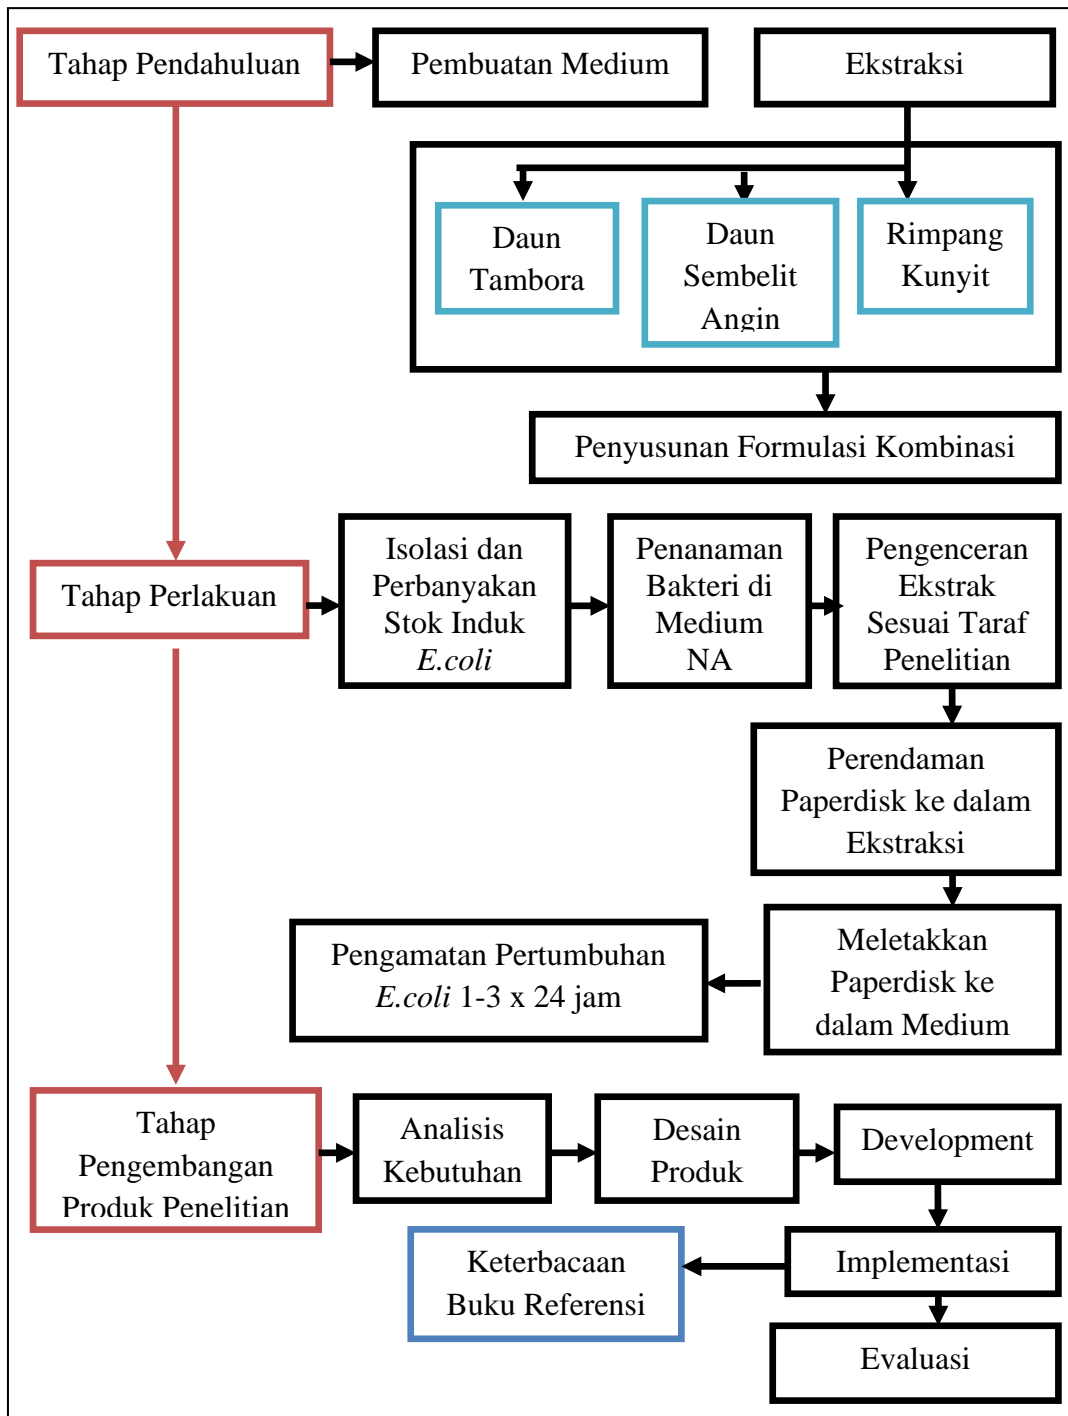 Tahap Pendahuluan
Pembuatan Medium
Ekstraksi
Daun
Tambora
Daun
Sembelit
Angin
Rimpang
Kunyit
Penyusunan Formulasi Kombinasi
Tahap Perlakuan
Isolasi dan
Perbanyakan
Stok Induk
E.coli
Penanaman
Bakteri di
Medium
NA
Pengenceran
Ekstrak
Sesuai Taraf
Penelitian
Perendaman
Paperdisk ke dalam
Ekstraksi
Meletakkan
Paperdisk ke
dalam Medium
Pengamatan Pertumbuhan
E.coli 1-3 x 24 jam
Tahap
Pengembangan
Produk Penelitian
Analisis
Kebutuhan
Desain
Produk
Development
Implementasi
Keterbacaan
Buku Referensi
Evaluasi